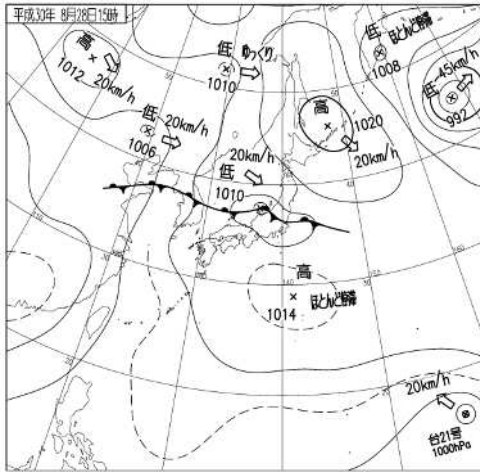 平成30年 8月28日15時
高
1012
20km/h
低
ゆっくり
1010
低
ほとんど停滞
1008
低
45km/h
992
低
20km/h
1006
高
1020
20km/h
20km/h
低
1010
高
ほとんど停滞
1014
20km/h
台21号
1000hPa
140